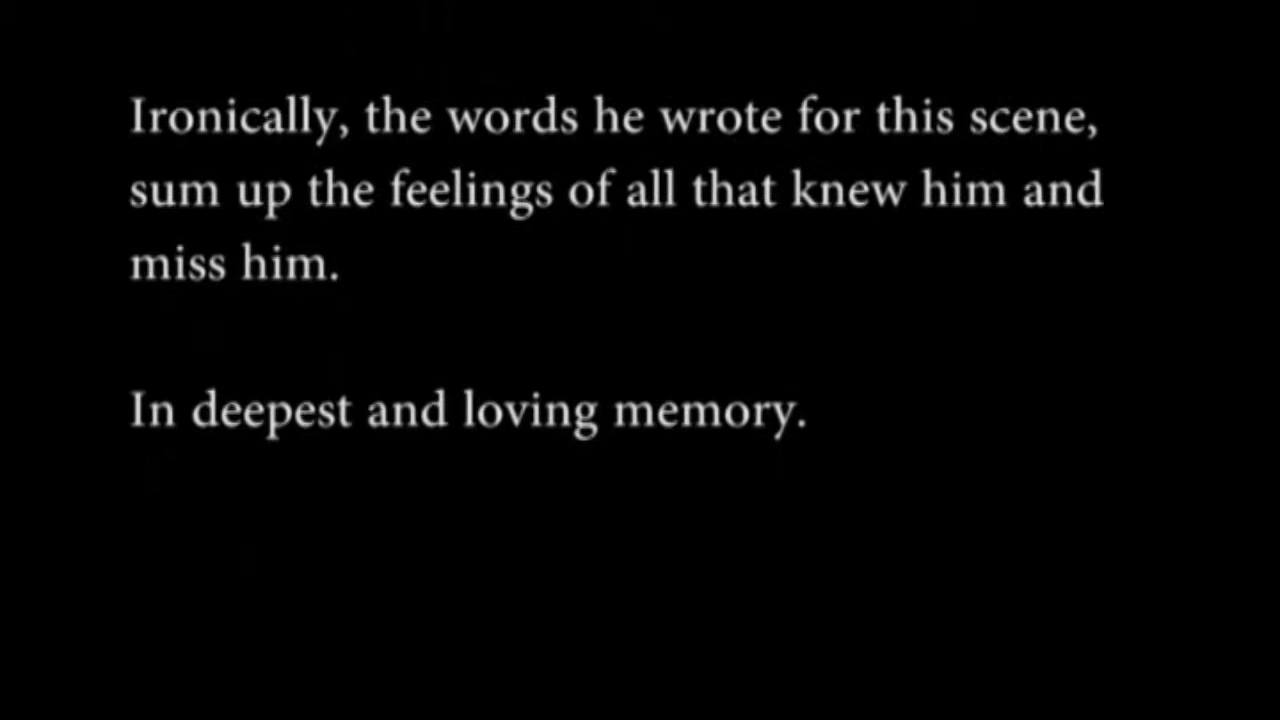 Ironically, the words he wrote for this scene,
sum up the feelings of all that knew him and
miss him.
In deepest and loving memory.